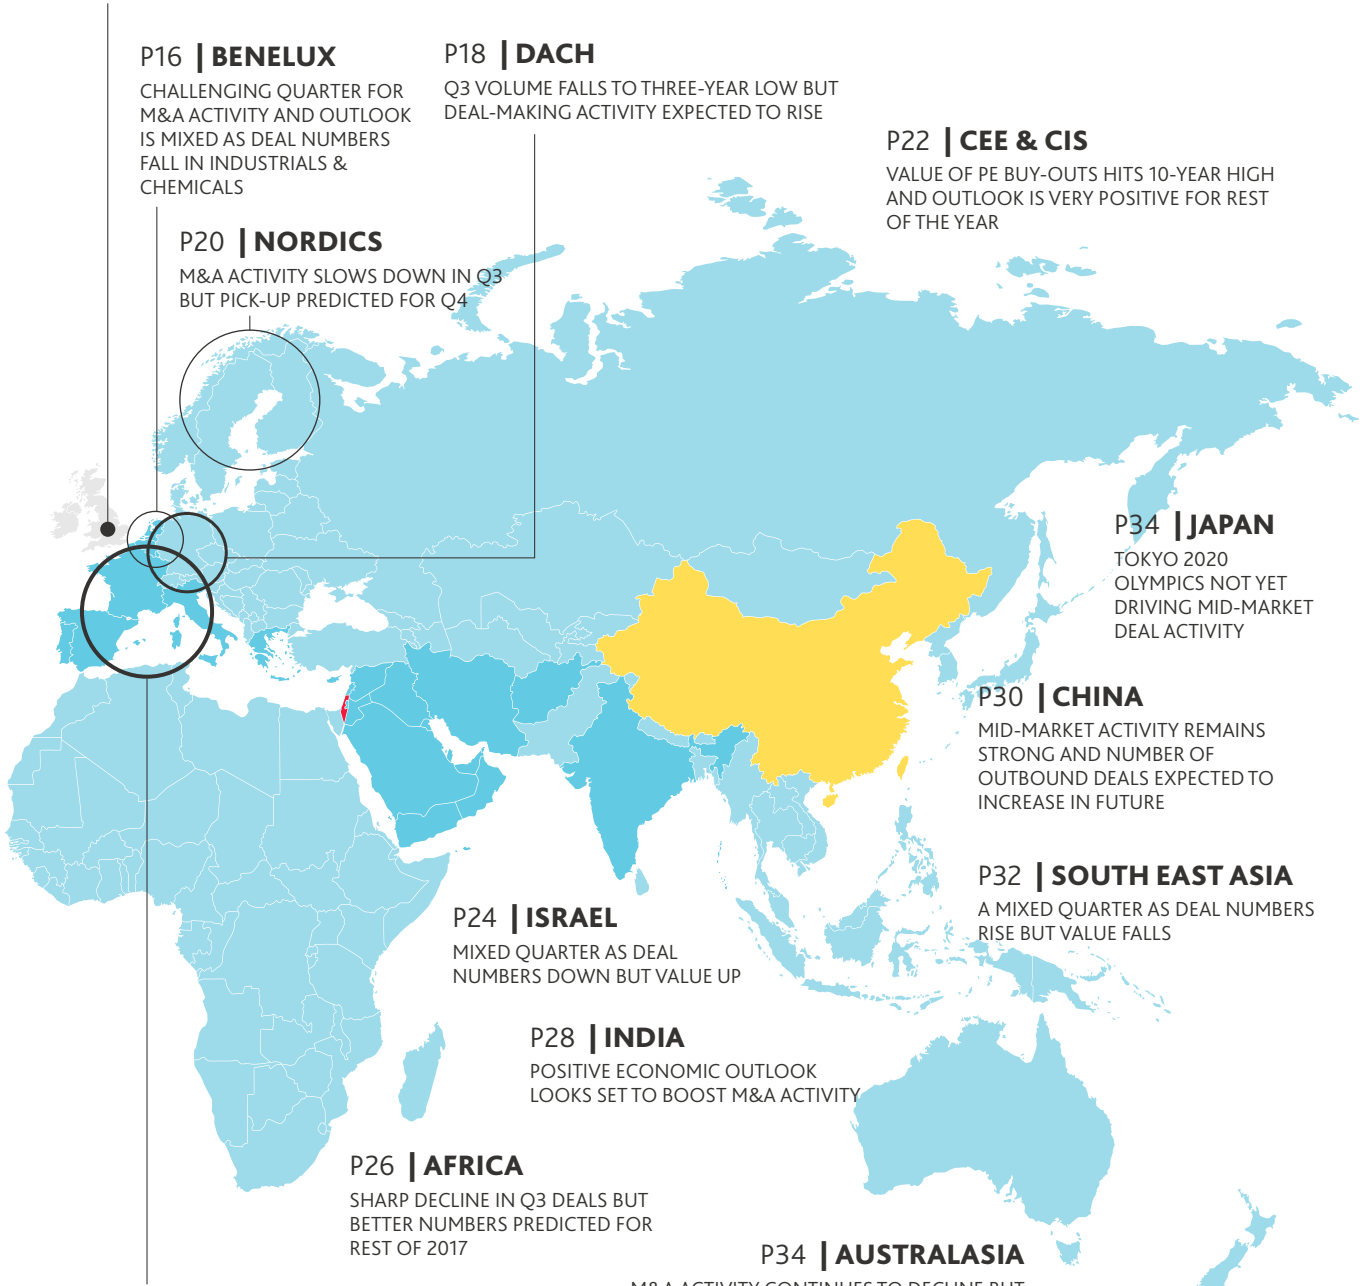 P16 | BENELUX
CHALLENGING QUARTER FOR
M&A ACTIVITY AND OUTLOOK
IS MIXED AS DEAL NUMBERS
FALL IN INDUSTRIALS &
CHEMICALS
P18 | DACH
Q3 VOLUME FALLS TO THREE-YEAR LOW BUT
DEAL-MAKING ACTIVITY EXPECTED TO RISE
P22 | CEE & CIS
VALUE OF PE BUY-OUTS HITS 10-YEAR HIGH
AND OUTLOOK IS VERY POSITIVE FOR REST
OF THE YEAR
P20 | NORDICS
M&A ACTIVITY SLOWS DOWN IN Q3
BUT PICK-UP PREDICTED FOR Q4
P34 | JAPAN
TOKYO 2020
OLYMPICS NOT YET
DRIVING MID-MARKET
DEAL ACTIVITY
P30 | CHINA
MID-MARKET ACTIVITY REMAINS
STRONG AND NUMBER OF
OUTBOUND DEALS EXPECTED TO
INCREASE IN FUTURE
P32 | SOUTH EAST ASIA
A MIXED QUARTER AS DEAL NUMBERS
RISE BUT VALUE FALLS
P24 | ISRAEL
MIXED QUARTER AS DEAL
NUMBERS DOWN BUT VALUE UP
P28 | INDIA
POSITIVE ECONOMIC OUTLOOK
LOOKS SET TO BOOST M&A ACTIVITY
P26 | AFRICA
SHARP DECLINE IN Q3 DEALS BUT
BETTER NUMBERS PREDICTED FOR
REST OF 2017
P34 | AUSTRALASIA
M&A ACTIVITY CONTINUES TO DECLINE BUT